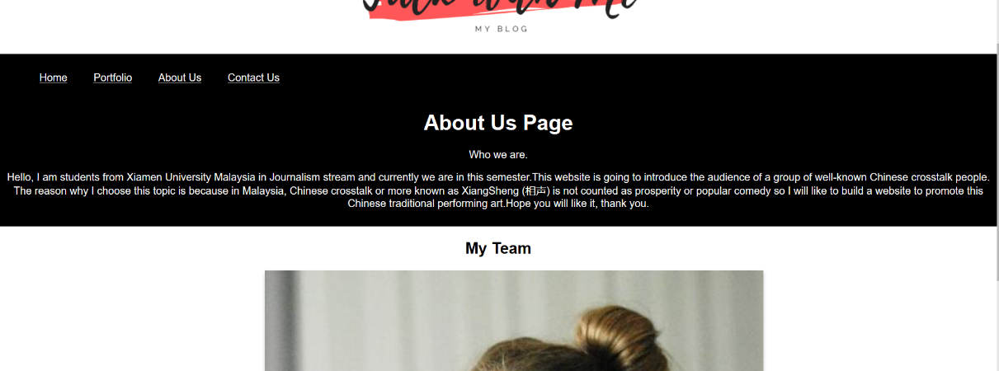 MY BLOG
Home Portfolio About Us Contact Us
About Us Page
Who we are.
Hello, I am students from Xiamen University Malaysia in Journalism stream and currently we are in this semester.This website is going to introduce the audience of a group of well-known Chinese crosstalk people.
The reason why I choose this topic is because in Malaysia, Chinese crosstalk or more known as XiangSheng (相声) is not counted as prosperity or popular comedy so I will like to build a website to promote this
Chinese traditional performing art.Hope you will like it, thank you.
My Team